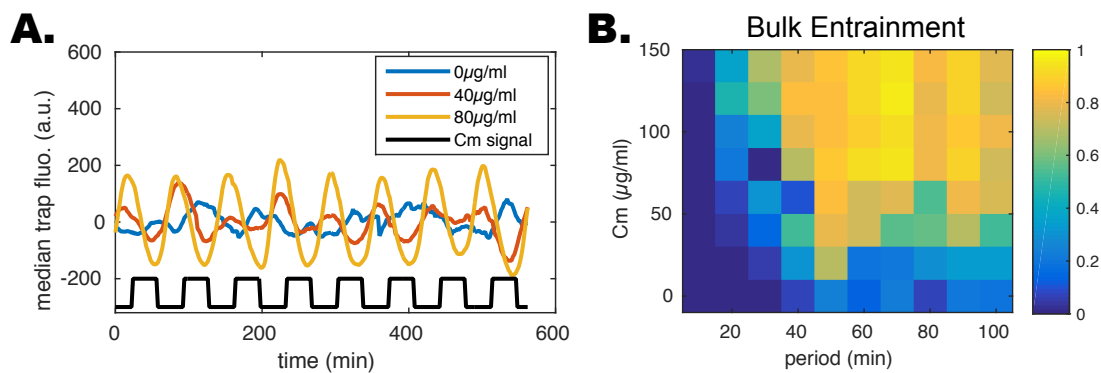 A.
600
400
200
0
-200
0
200
400
600
median trap fluo. (a.u.)
time (min)
0µg/ml
40µg/ml
80µg/ml
Cm signal
B.
Bulk Entrainment
150
100
50
0
Cm (µg/ml)
20
40
60
80
100
period (min)
1
0.8
0.6
0.4
0.2
0